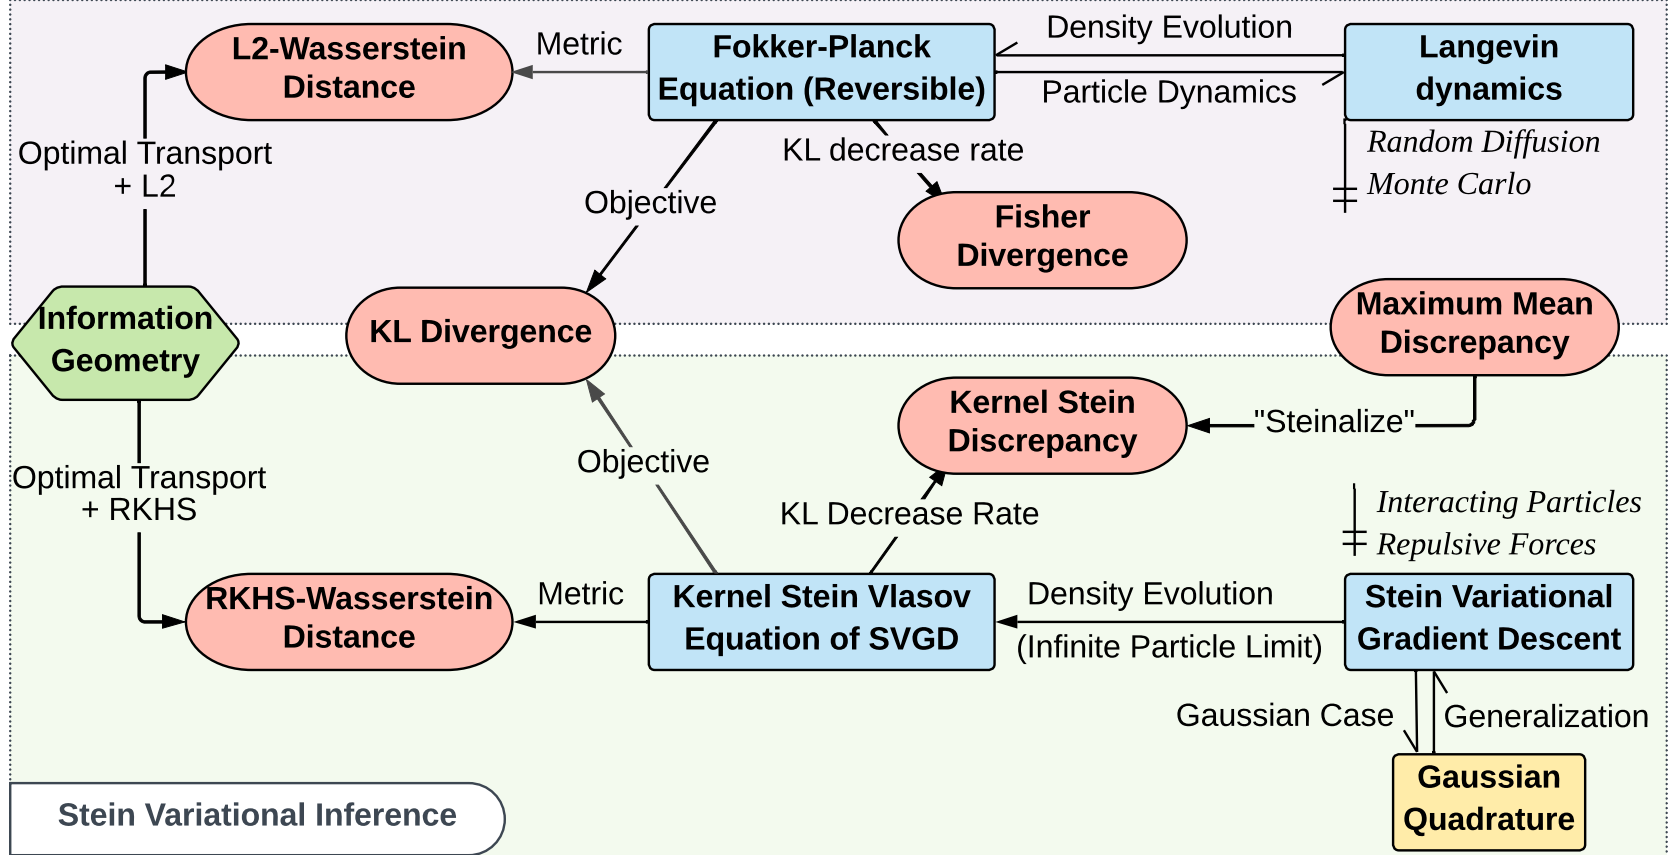 L2-Wasserstein
Distance
Metric
Fokker-Planck
Equation (Reversible)
Density Evolution
Particle Dynamics
Langevin
dynamics
Random Diffusion
Monte Carlo
Optimal Transport
+ L2
KL decrease rate
Objective
Fisher
Divergence
Information
Geometry
KL Divergence
Maximum Mean
Discrepancy
Kernel Stein
Discrepancy
"Steinalize"
Objective
Optimal Transport
+ RKHS
KL Decrease Rate
Interacting Particles
Repulsive Forces
RKHS-Wasserstein
Distance
Metric
Kernel Stein Vlasov
Equation of SVGD
Density Evolution
(Infinite Particle Limit)
Stein Variational
Gradient Descent
Gaussian Case
Generalization
Gaussian
Quadrature
Stein Variational Inference